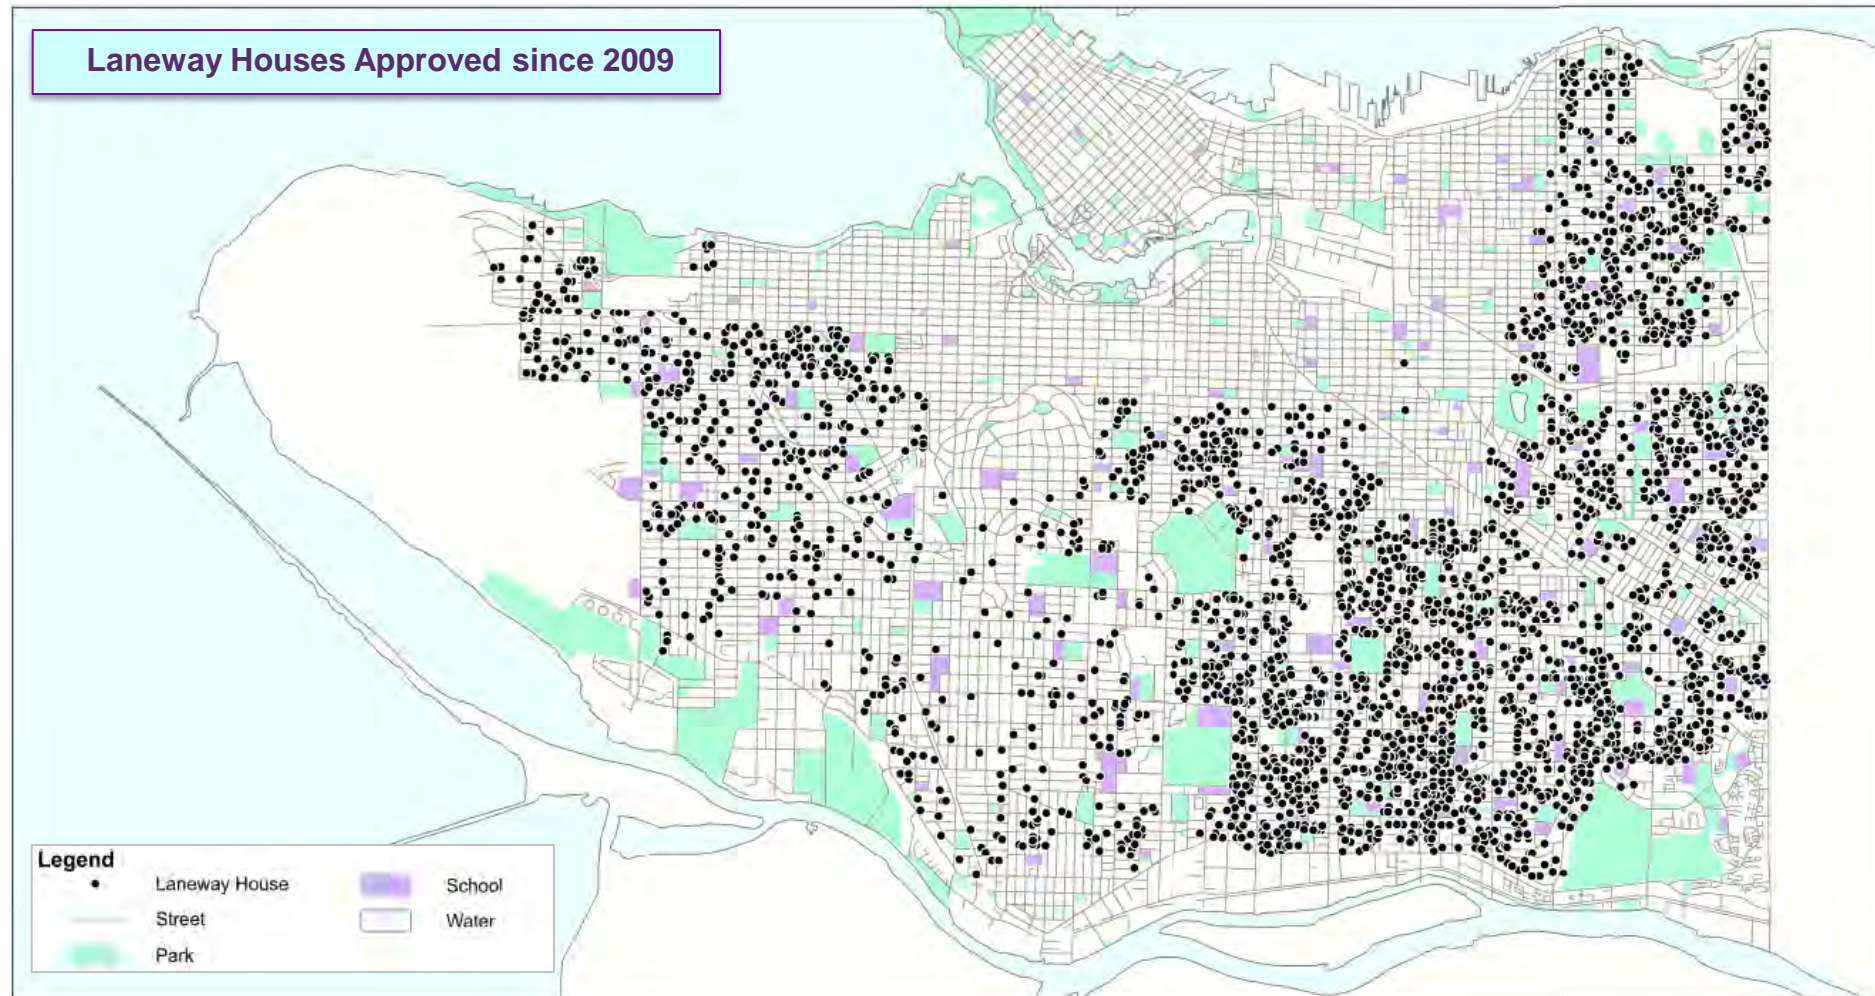 Laneway Houses Approved since 2009
Legend
Laneway House
School
Street
Water
Park